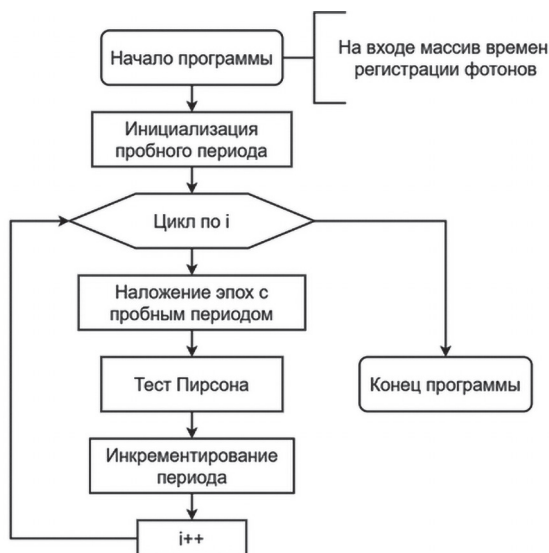 Начало программы
На входе массив времен
регистрации фотонов
Инициализация
пробного периода
Цикл по i
Наложение эпох с
пробным периодом
Тест Пирсона
Конец программы
Инкрементирование
периода
i++